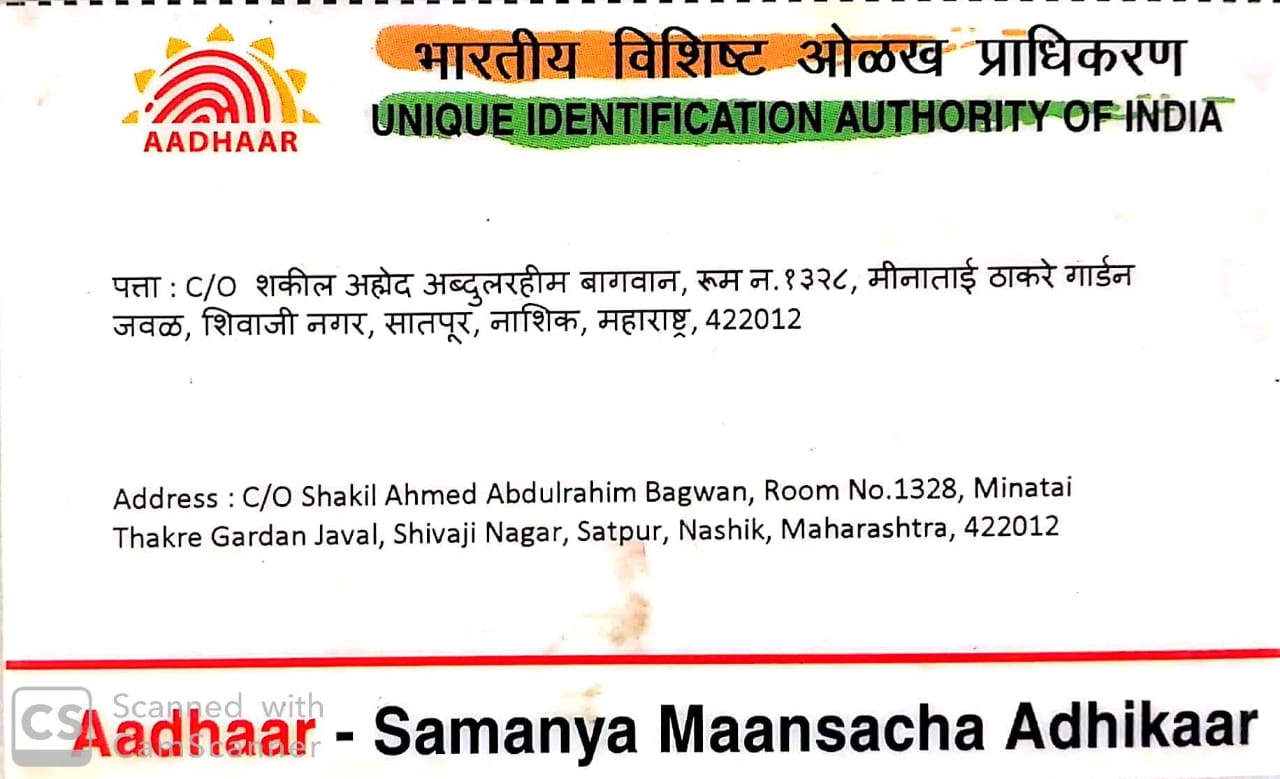 AADHAAR
भारतीय विशिष्ट ओळख प्राधिकरण
UNIQUE IDENTIFICATION AUTHORITY OF INDIA
पत्ता : C/O शकील अह्मेद अब्दुलरहीम बागवान, रूम न.१३२८, मीनाताई ठाकरे गार्डन
जवळ, शिवाजी नगर, सातपूर, नाशिक, महाराष्ट्र, 422012
Address : C/O Shakil Ahmed Abdulrahim Bagwan, Room No.1328, Minatai
Thakre Gardan Javal, Shivaji Nagar, Satpur, Nashik, Maharashtra, 422012
Aadhaar - Samanya Maansacha Adhikaar
CS Scanned with
CamScanner